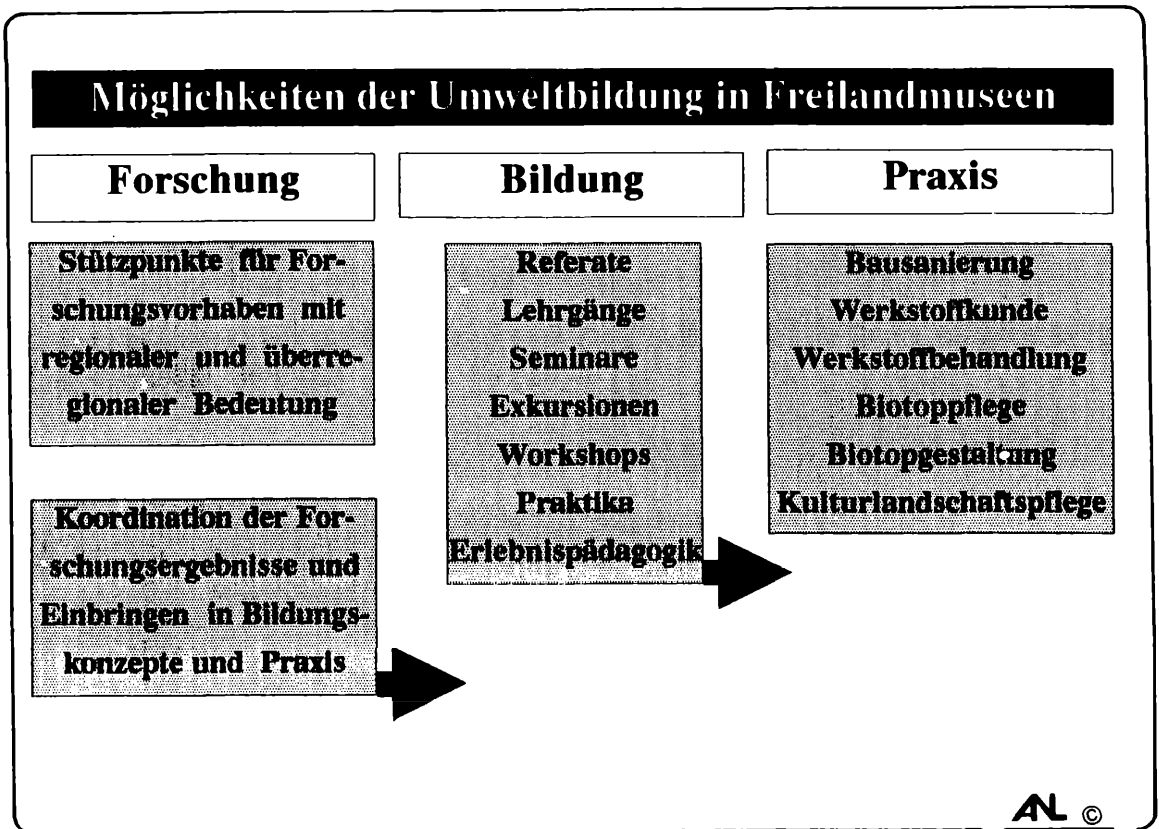 Möglichkeiten der Umweltbildung in Freilandmuseen
Forschung
Stützpunkte für For-
schungsvorhaben mit
regionaler und überre-
gionaler Bedeutung
Koordination der For-
schungsergebnisse und
Einbringen in Bildungs-
konzepte und Praxis
Bildung
Referate
Lehrgänge
Seminare
Exkursionen
Workshops
Praktika
Erlebnispädagogik
Praxis
Bausanierung
Werkstoffkunde
Werkstoffbehandlung
Biotoppflege
Biotopgestaltung
Kulturlandschaftspflege
ANL ©